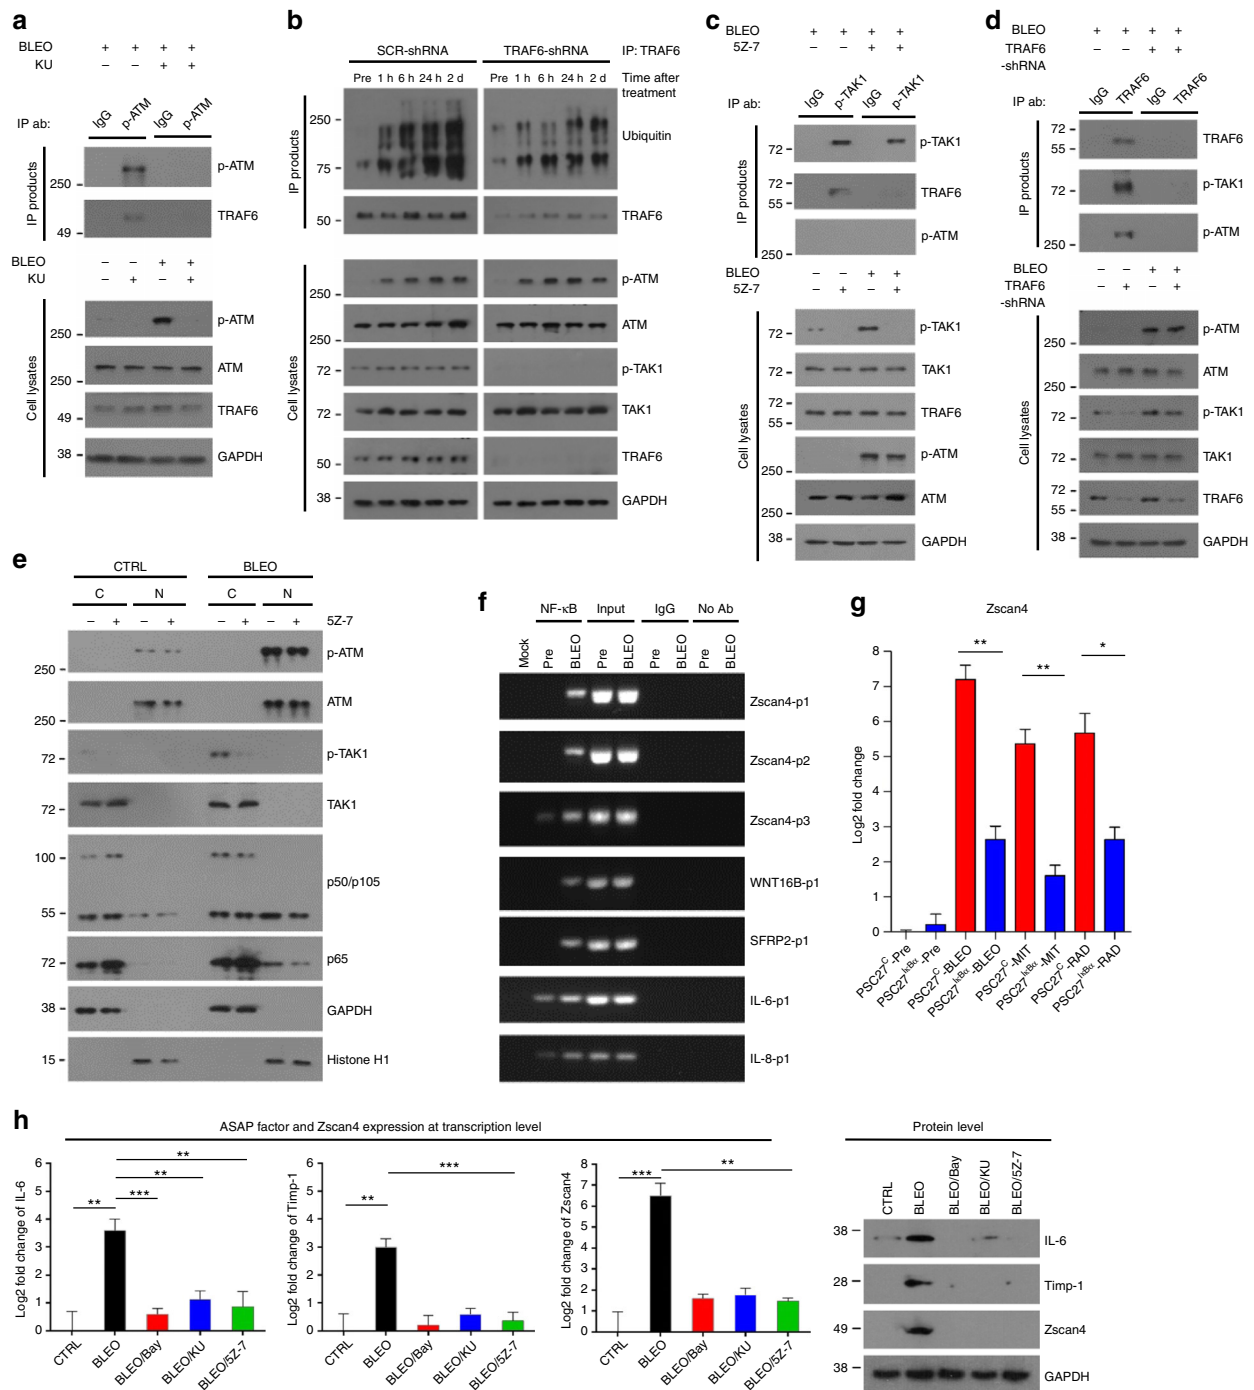 a
BLEO + + + +
KU – – + +
IP ab: IgG p-ATM IgG p-ATM
IP products
p-ATM
250
TRAF6
49
BLEO – – + +
KU – + – +
Cell lysates
p-ATM
250
ATM
250
TRAF6
49
38
GAPDH
b
SCR-shRNA TRAF6-shRNA IP: TRAF6
Pre 1 h 6 h 24 h 2 d Pre 1 h 6 h 24 h 2 d Time after treatment
IP products
250
Ubiquitin
75
50
TRAF6
Cell lysates
p-ATM
250
ATM
250
p-TAK1
72
TAK1
72
TRAF6
50
38
GAPDH
c
BLEO + + + +
5Z-7 – – + +
IP ab: IgG p-TAK1 IgG p-TAK1
IP products
p-TAK1
72
72
TRAF6
55
p-ATM
250
BLEO – – + +
5Z-7 – + – +
Cell lysates
p-TAK1
72
TAK1
72
72
TRAF6
55
p-ATM
250
ATM
250
38
GAPDH
d
BLEO + + + +
TRAF6 – – + +
-shRNA
IP ab: IgG TRAF6 IgG TRAF6
IP products
72
TRAF6
55
p-TAK1
72
p-ATM
250
BLEO – – + +
TRAF6 – + – +
-shRNA
Cell lysates
p-ATM
250
ATM
250
p-TAK1
72
TAK1
72
72
TRAF6
55
38
GAPDH
e
CTRL BLEO
C N C N
– + – + – + – + 5Z-7
p-ATM
250
ATM
250
p-TAK1
72
TAK1
72
100
p50/p105
55
p65
72
38
GAPDH
15
Histone H1
f
NF-κB Input IgG No Ab
Mock Pre BLEO Pre BLEO Pre BLEO Pre BLEO
Zscan4-p1
Zscan4-p2
Zscan4-p3
WNT16B-p1
SFRP2-p1
IL-6-p1
IL-8-p1
g
Zscan4
Log2 fold change
8
7
6
5
4
3
2
1
0
** ** *
PSC27C-Pre
PSC27IκBα-Pre
PSC27C-BLEO
PSC27IκBα-BLEO
PSC27C-MIT
PSC27IκBα-MIT
PSC27C-RAD
PSC27IκBα-RAD
h
ASAP factor and Zscan4 expression at transcription level
Log2 fold change of IL-6
6
5
4
3
2
1
0
**
**
***
**
CTRL BLEO BLEO/Bay BLEO/KU BLEO/5Z-7
Log2 fold change of Timp-1
6
5
4
3
2
1
0
***
**
CTRL BLEO BLEO/Bay BLEO/KU BLEO/5Z-7
Log2 fold change of Zscan4
8
7
6
5
4
3
2
1
0
*** **
CTRL BLEO BLEO/Bay BLEO/KU BLEO/5Z-7
Protein level
CTRL BLEO BLEO/Bay BLEO/KU BLEO/5Z-7
38
IL-6
28
Timp-1
49
Zscan4
38
GAPDH